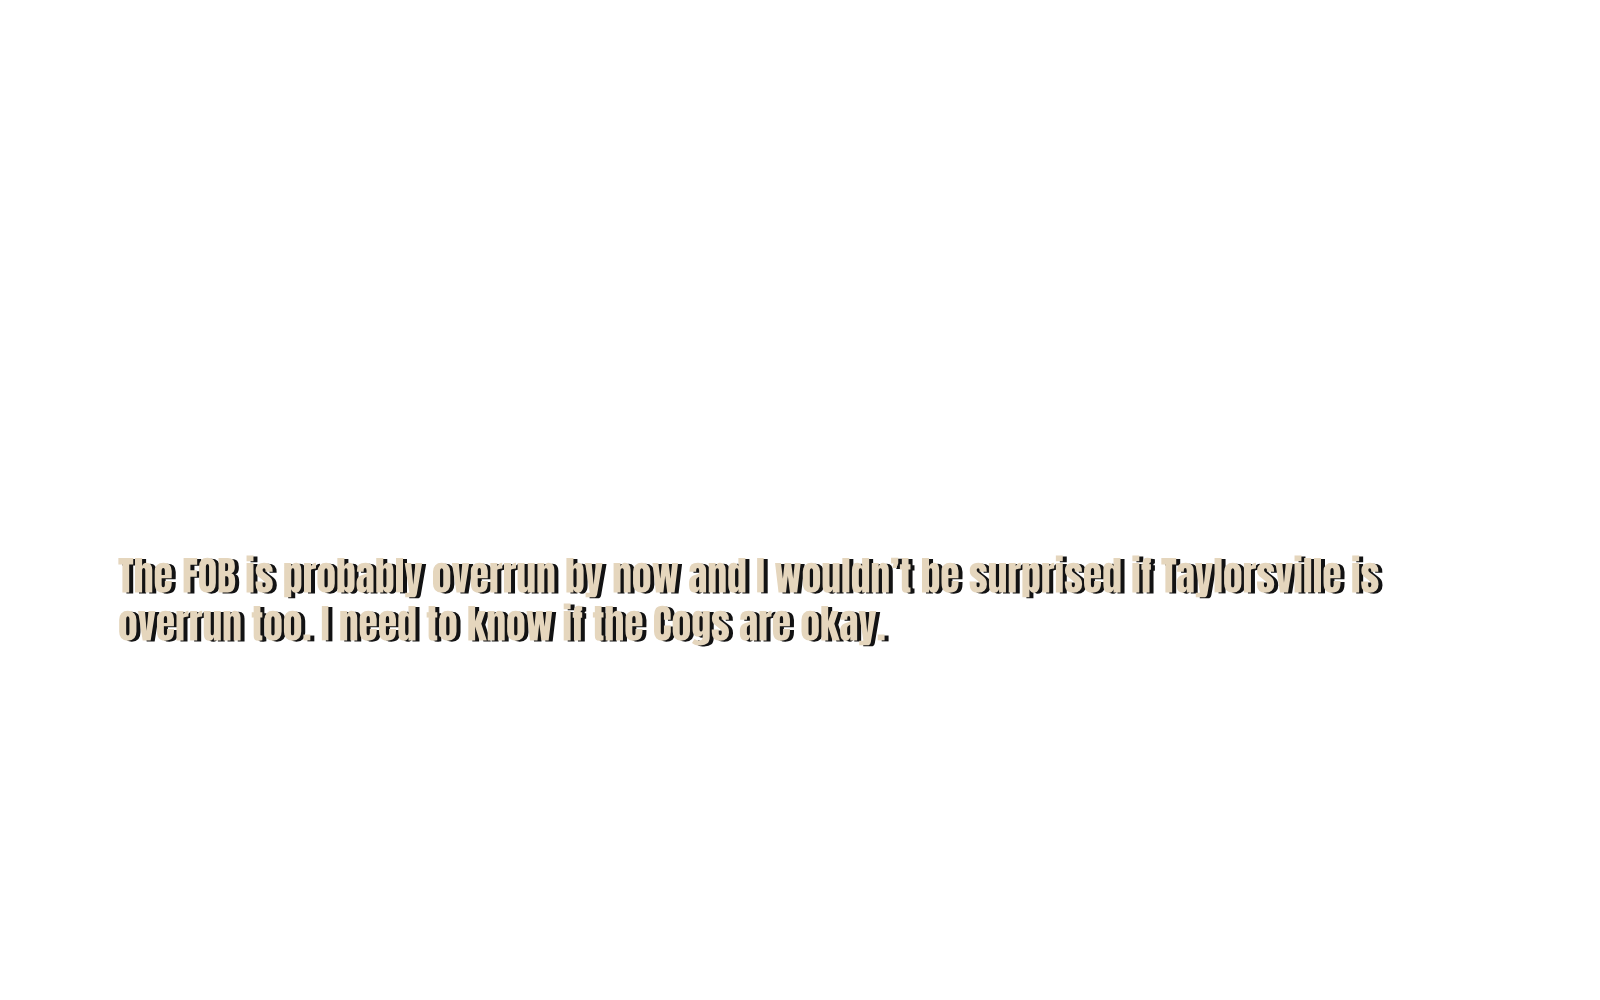 The FOB is probably overrun by now and I wouldn't be surprised if Taylorsville is
overrun too. I need to know if the Cogs are okay.